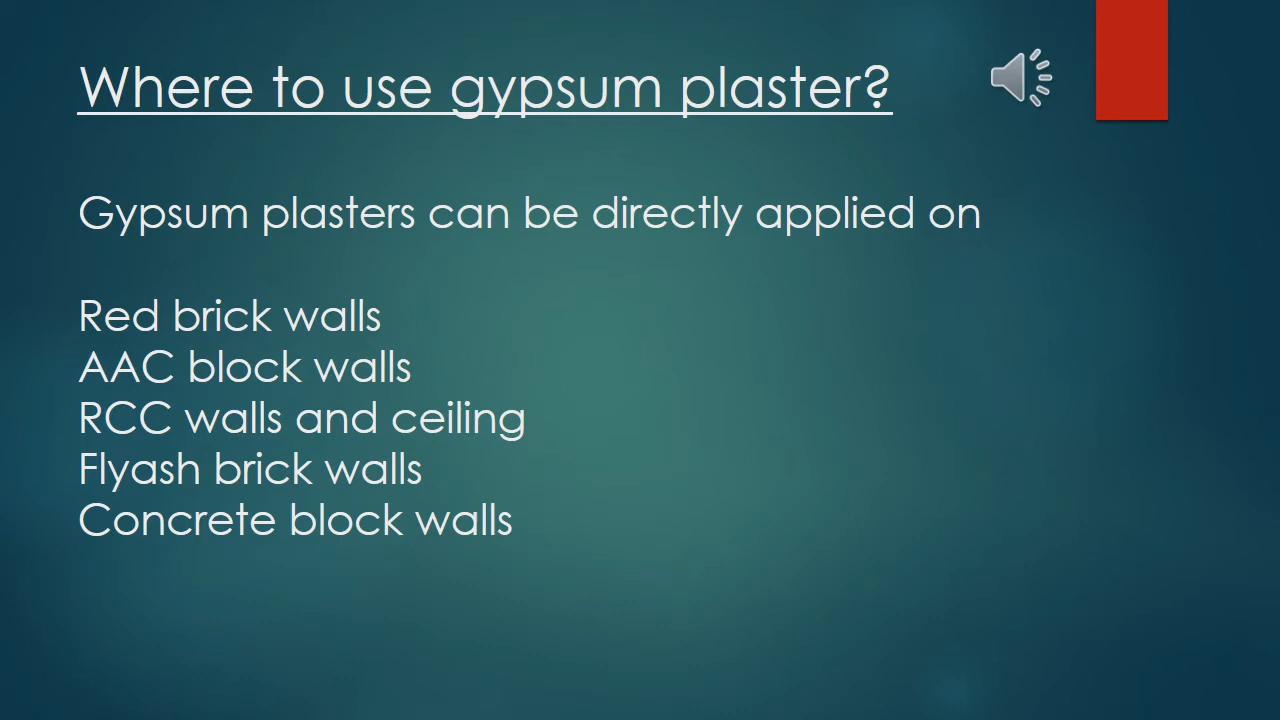 Where to use gypsum plaster?
Gypsum plasters can be directly applied on
Red brick walls
AAC block walls
RCC walls and ceiling
Flyash brick walls
Concrete block walls